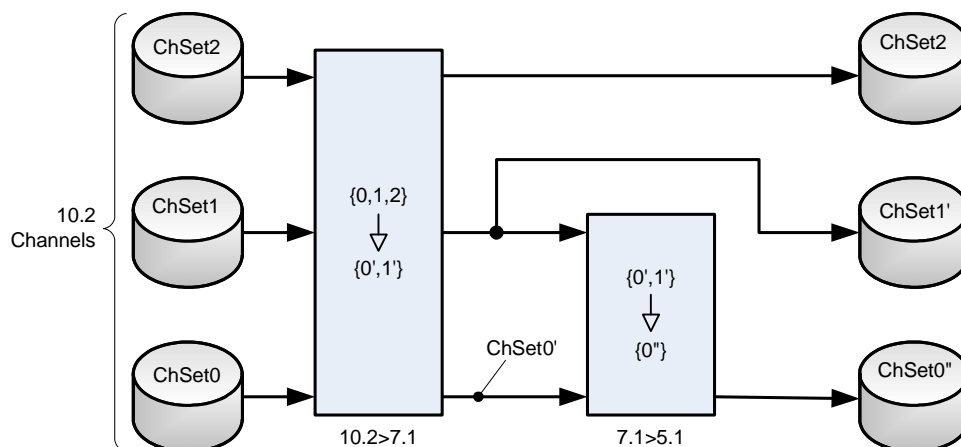 ChSet2
ChSet2
{0,1,2}
ChSet1
ChSet1'
10.2
Channels
{0',1'}
{0',1'}
{0"}
ChSet0'
ChSet0
ChSet0"
10.2>7.1
7.1>5.1